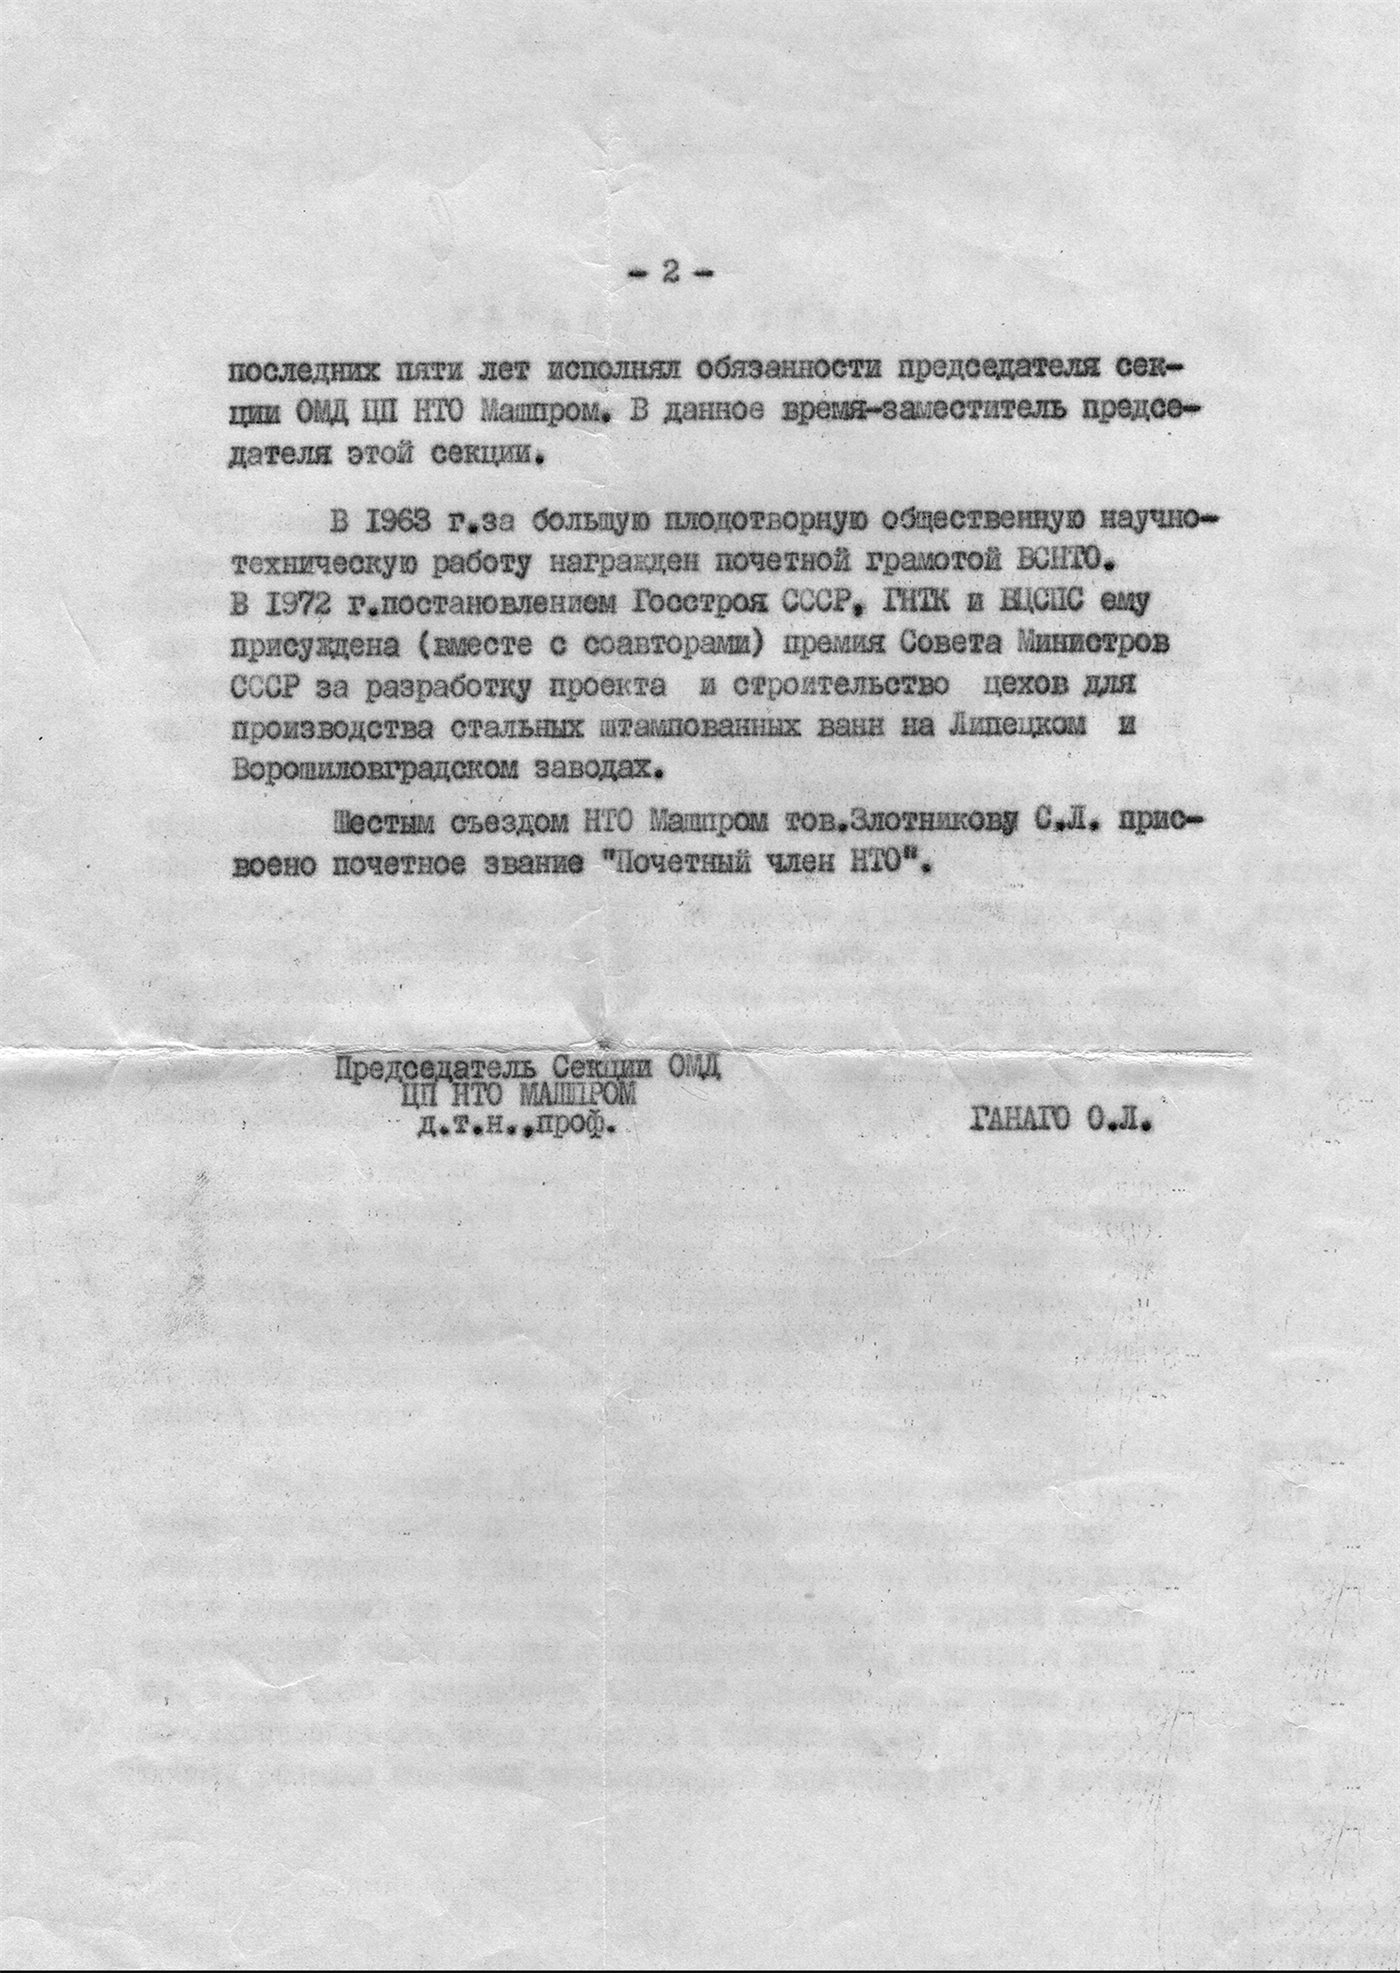 - 2 -
последних пяти лет исполнял обязанности председателя сек-
ции ОМД ЦП НТО Машпром. В данное время-заместитель предсе-
дателя этой секции.
В 1963 г.за большую плодотворную общественную научно-
техническую работу награжден почетной грамотой ВСНТО.
В 1972 г.постановлением Госстроя СССР, ГНТК и ВЦСПС ему
присуждена (вместе с соавторами) премия Совета Министров
СССР за разработку проекта и строительство цехов для
производства стальных штампованных ванн на Липецком и
Ворошиловградском заводах.
Шестым съездом НТО Машпром тов.Злотникову С.Л. прис-
воено почетное звание "Почетный член НТО".
Председатель Секции ОМД
ЦП НТО МАШПРОМ
д.т.н.,проф. ГАНАГО О.Л.